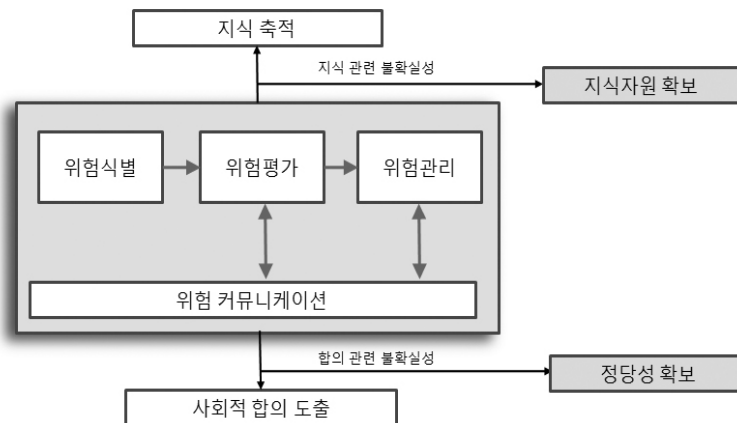 지식 축적
지식 관련 불확실성
지식자원 확보
위험식별
위험평가
위험관리
위험 커뮤니케이션
합의 관련 불확실성
정당성 확보
사회적 합의 도출